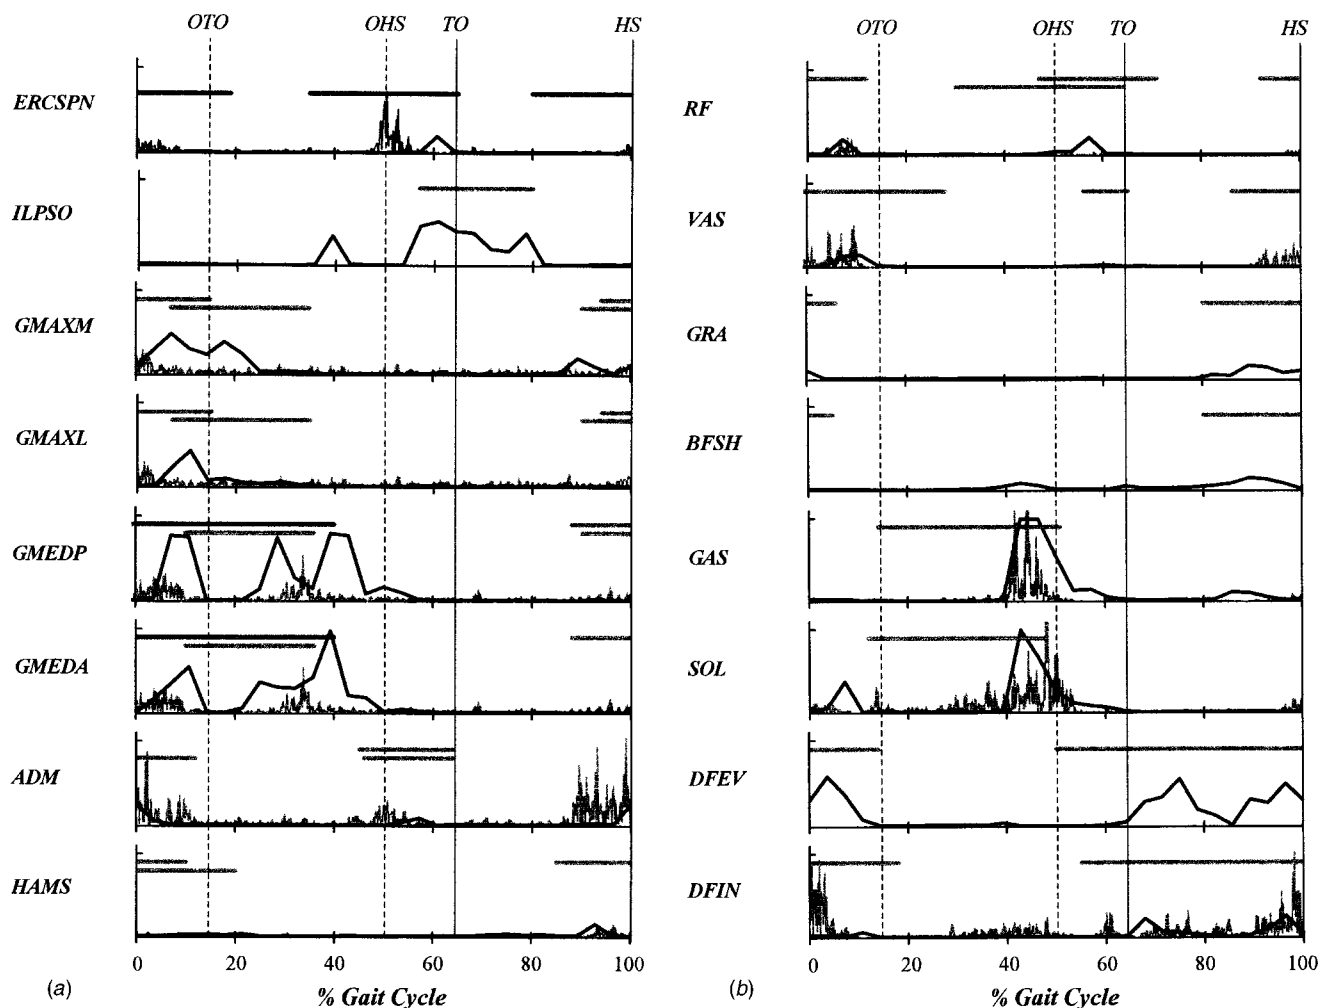 OTO OHS TO HS
ERCSPN
ILPSO
GMAXM
GMAXL
GMEDP
GMEDA
ADM
HAMS
0 20 40 60 80 100
(a) % Gait Cycle
OTO OHS TO HS
RF
VAS
GRA
BFSH
GAS
SOL
DFEV
DFIN
0 20 40 60 80 100
(b) % Gait Cycle